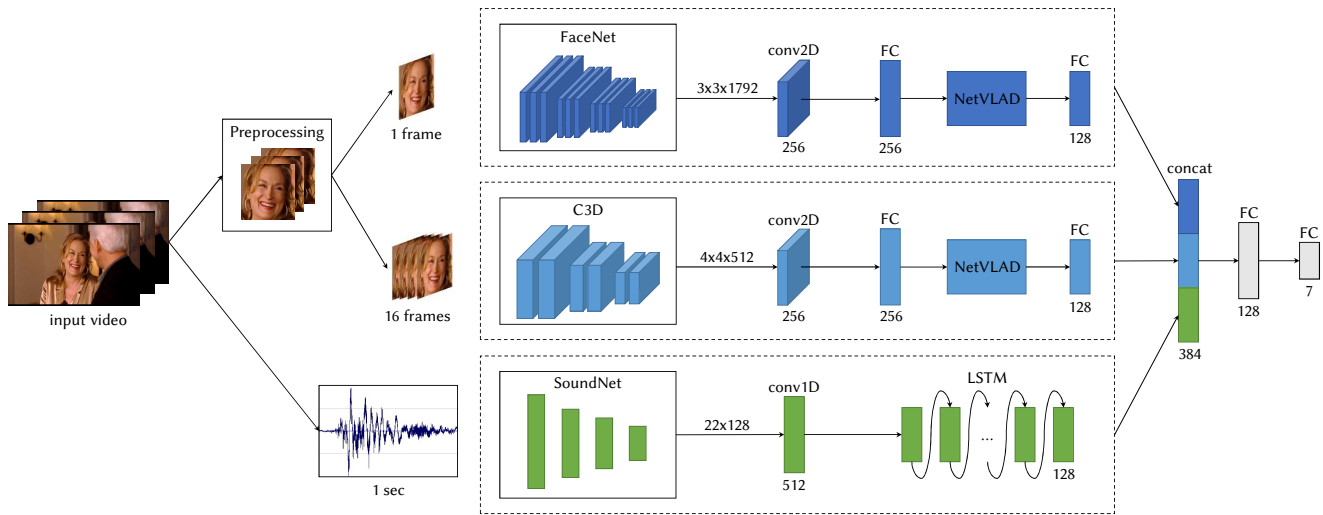 input video
Preprocessing
1 frame
16 frames
1 sec
FaceNet
3x3x1792
conv2D
256
FC
256
NetVLAD
FC
128
C3D
4x4x512
conv2D
256
FC
256
NetVLAD
FC
128
SoundNet
22x128
conv1D
512
LSTM
...
128
concat
384
FC
128
FC
7